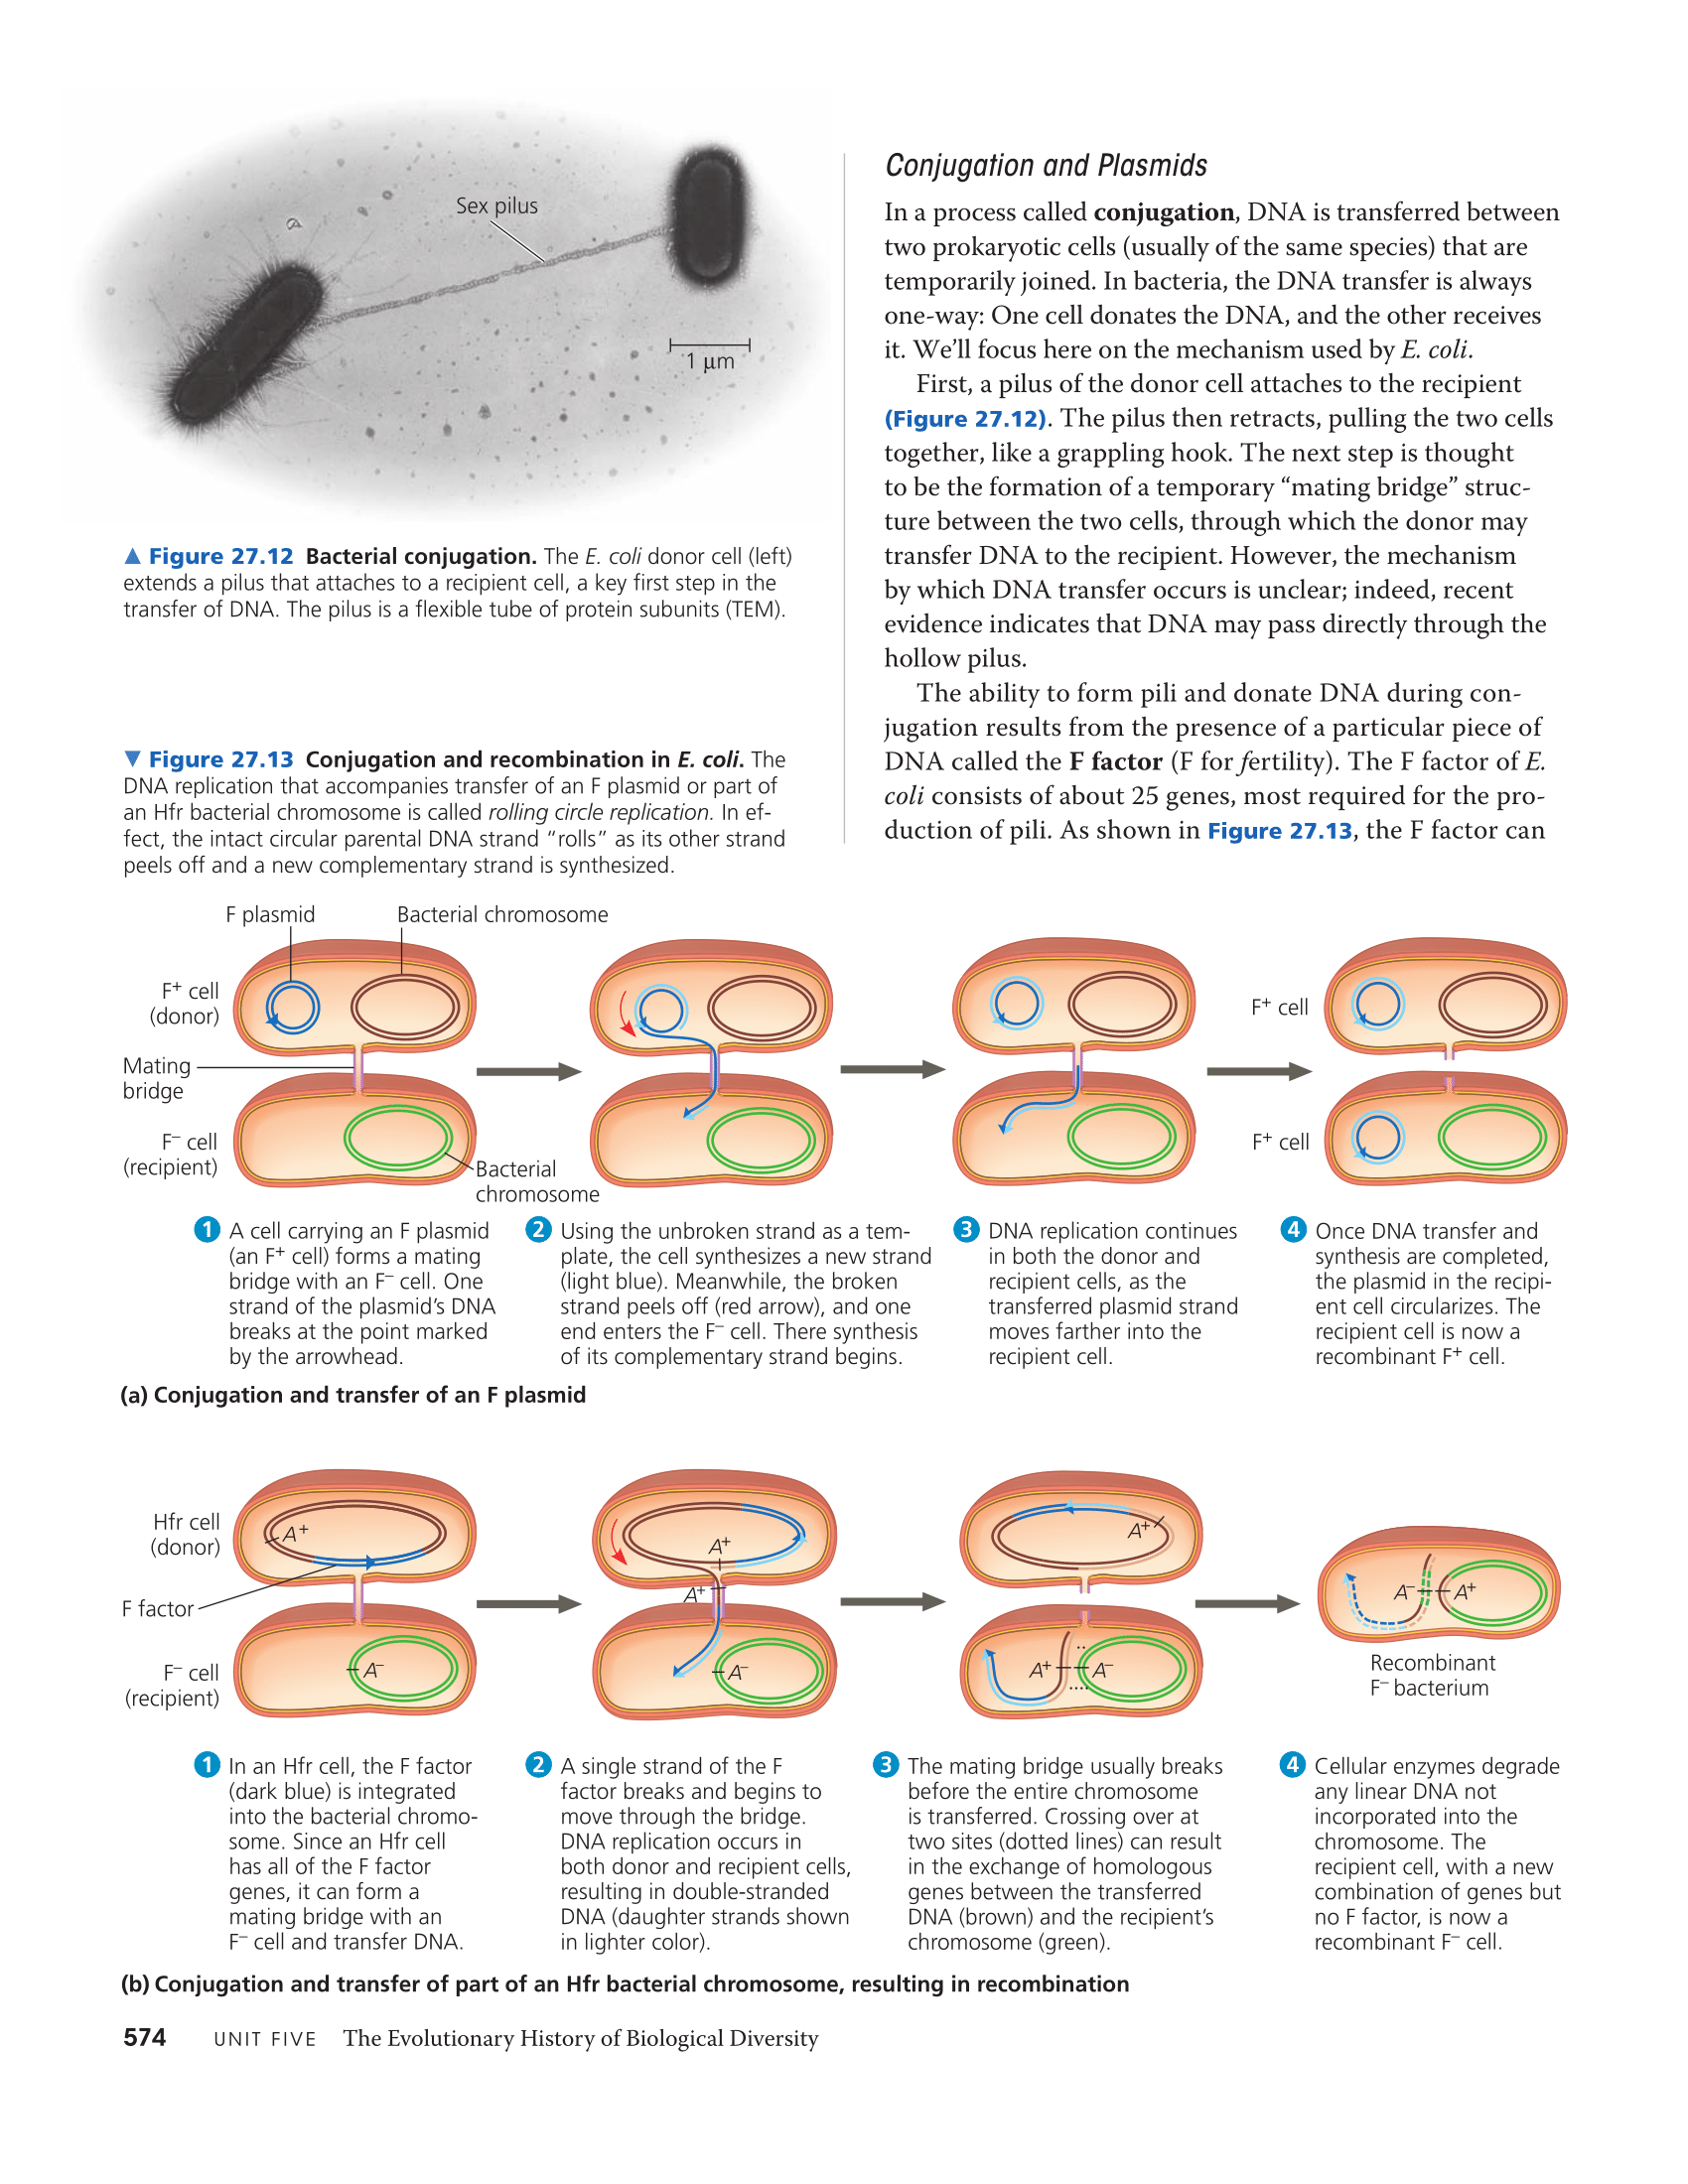 Sex pilus
1 μm
▲ Figure 27.12 Bacterial conjugation. The E. coli donor cell (left)
extends a pilus that attaches to a recipient cell, a key first step in the
transfer of DNA. The pilus is a flexible tube of protein subunits (TEM).
Conjugation and Plasmids
In a process called conjugation, DNA is transferred between
two prokaryotic cells (usually of the same species) that are
temporarily joined. In bacteria, the DNA transfer is always
one-way: One cell donates the DNA, and the other receives
it. We’ll focus here on the mechanism used by E. coli.
First, a pilus of the donor cell attaches to the recipient
(Figure 27.12). The pilus then retracts, pulling the two cells
together, like a grappling hook. The next step is thought
to be the formation of a temporary “mating bridge” struc-
ture between the two cells, through which the donor may
transfer DNA to the recipient. However, the mechanism
by which DNA transfer occurs is unclear; indeed, recent
evidence indicates that DNA may pass directly through the
hollow pilus.
The ability to form pili and donate DNA during con-
jugation results from the presence of a particular piece of
DNA called the F factor (F for fertility). The F factor of E.
coli consists of about 25 genes, most required for the pro-
duction of pili. As shown in Figure 27.13, the F factor can
▼ Figure 27.13 Conjugation and recombination in E. coli. The
DNA replication that accompanies transfer of an F plasmid or part of
an Hfr bacterial chromosome is called rolling circle replication. In ef-
fect, the intact circular parental DNA strand “rolls” as its other strand
peels off and a new complementary strand is synthesized.
F plasmid
Bacterial chromosome
F⁺ cell
(donor)
Mating
bridge
F⁻ cell
(recipient)
Bacterial
chromosome
F⁺ cell
F⁺ cell
1 A cell carrying an F plasmid
(an F⁺ cell) forms a mating
bridge with an F⁻ cell. One
strand of the plasmid’s DNA
breaks at the point marked
by the arrowhead.
2 Using the unbroken strand as a tem-
plate, the cell synthesizes a new strand
(light blue). Meanwhile, the broken
strand peels off (red arrow), and one
end enters the F⁻ cell. There synthesis
of its complementary strand begins.
3 DNA replication continues
in both the donor and
recipient cells, as the
transferred plasmid strand
moves farther into the
recipient cell.
4 Once DNA transfer and
synthesis are completed,
the plasmid in the recipi-
ent cell circularizes. The
recipient cell is now a
recombinant F⁺ cell.
(a) Conjugation and transfer of an F plasmid
Hfr cell
(donor)
A⁺
F factor
F⁻ cell
(recipient)
A⁻
A⁺
A⁺
A⁻
A⁺
A⁺
A⁻
A⁻
A⁺
Recombinant
F⁻ bacterium
1 In an Hfr cell, the F factor
(dark blue) is integrated
into the bacterial chromo-
some. Since an Hfr cell
has all of the F factor
genes, it can form a
mating bridge with an
F⁻ cell and transfer DNA.
2 A single strand of the F
factor breaks and begins to
move through the bridge.
DNA replication occurs in
both donor and recipient cells,
resulting in double-stranded
DNA (daughter strands shown
in lighter color).
3 The mating bridge usually breaks
before the entire chromosome
is transferred. Crossing over at
two sites (dotted lines) can result
in the exchange of homologous
genes between the transferred
DNA (brown) and the recipient’s
chromosome (green).
4 Cellular enzymes degrade
any linear DNA not
incorporated into the
chromosome. The
recipient cell, with a new
combination of genes but
no F factor, is now a
recombinant F⁻ cell.
(b) Conjugation and transfer of part of an Hfr bacterial chromosome, resulting in recombination
574 UNIT FIVE The Evolutionary History of Biological Diversity